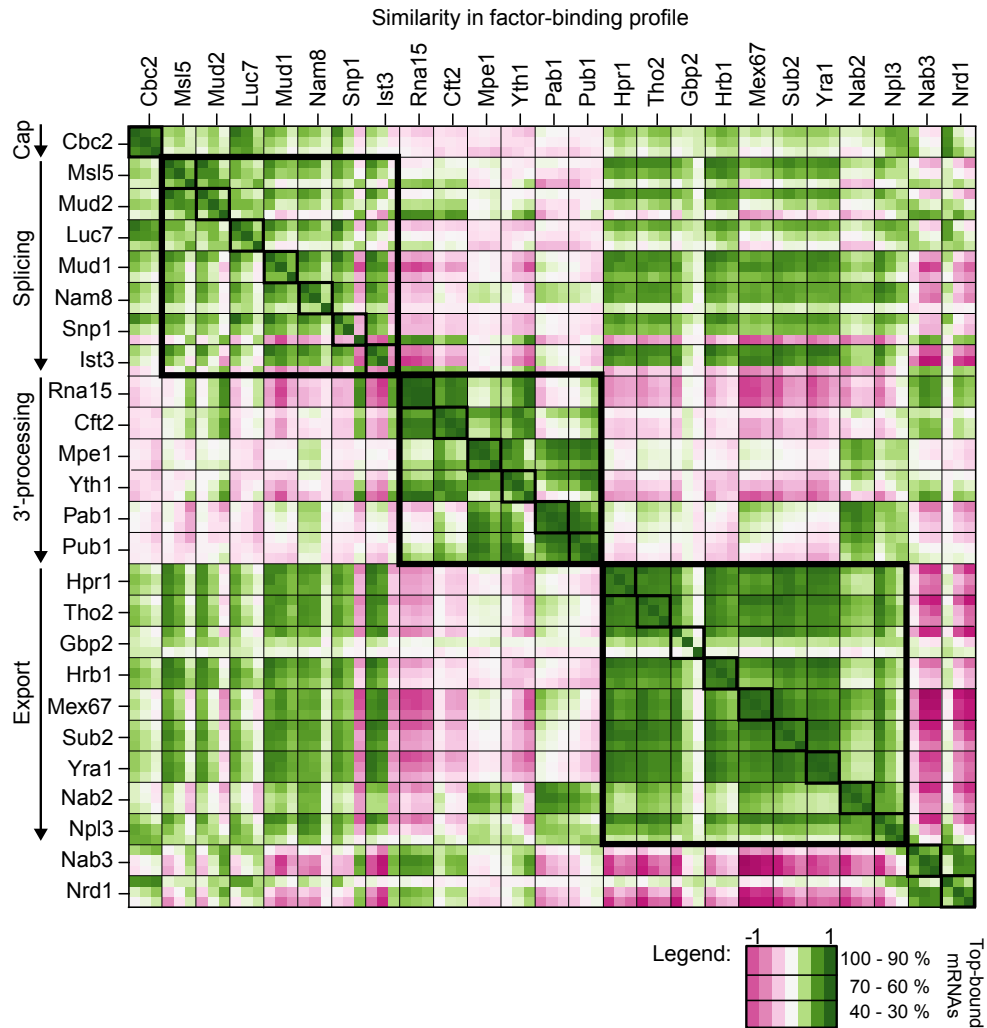 Similarity in factor-binding profile
Cbc2 Msl5 Mud2 Luc7 Mud1 Nam8 Snp1 Ist3 Rna15 Cft2 Mpe1 Yth1 Pab1 Pub1 Hpr1 Tho2 Gbp2 Hrb1 Mex67 Sub2 Yra1 Nab2 Npl3 Nab3 Nrd1
Cap
Cbc2
Splicing
Msl5
Mud2
Luc7
Mud1
Nam8
Snp1
Ist3
3'-processing
Rna15
Cft2
Mpe1
Yth1
Pab1
Pub1
Export
Hpr1
Tho2
Gbp2
Hrb1
Mex67
Sub2
Yra1
Nab2
Npl3
Nab3
Nrd1
Legend:
-1 1
100 - 90 %
70 - 60 %
40 - 30 %
Top-bound
mRNAs